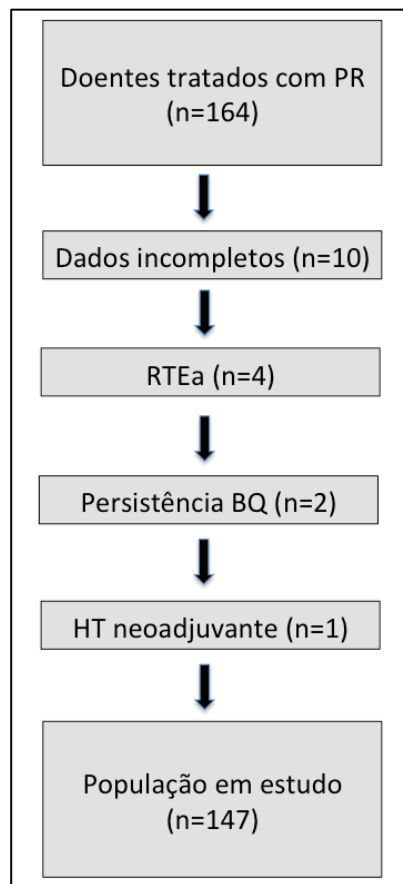 Doentes tratados com PR
(n=164)
Dados incompletos (n=10)
RTEa (n=4)
Persistência BQ (n=2)
HT neoadjuvante (n=1)
População em estudo
(n=147)